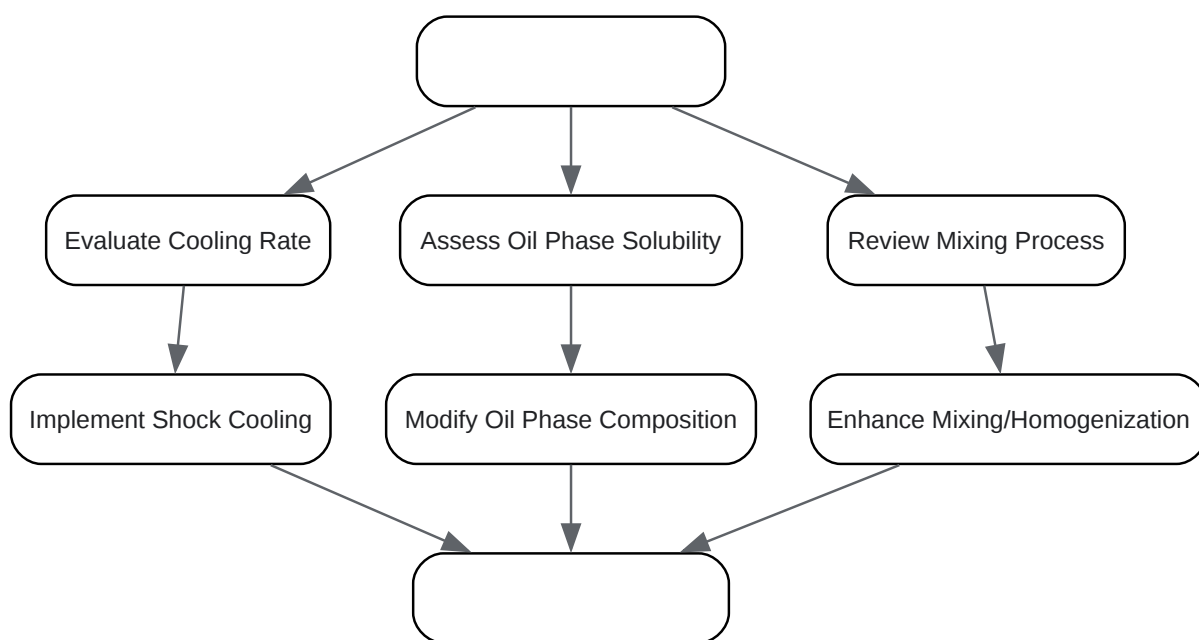 Evaluate Cooling Rate
Assess Oil Phase Solubility
Review Mixing Process
Implement Shock Cooling
Modify Oil Phase Composition
Enhance Mixing/Homogenization